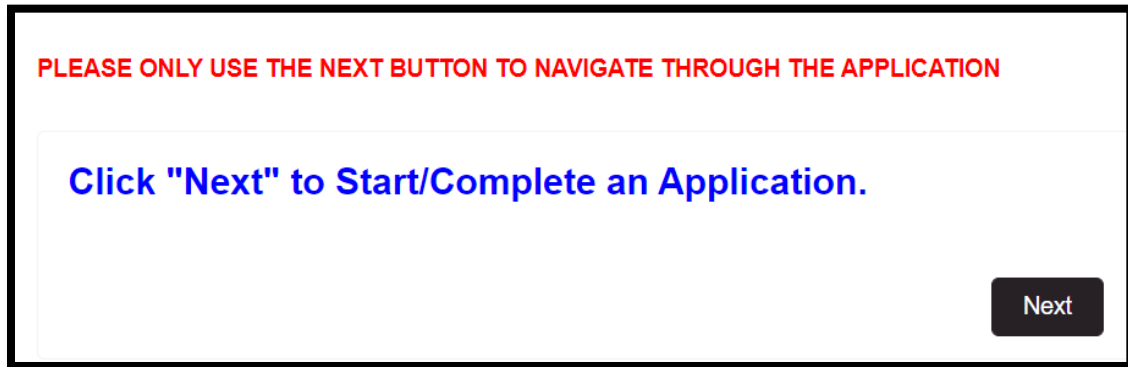 PLEASE ONLY USE THE NEXT BUTTON TO NAVIGATE THROUGH THE APPLICATION
Click "Next" to Start/Complete an Application.
Next